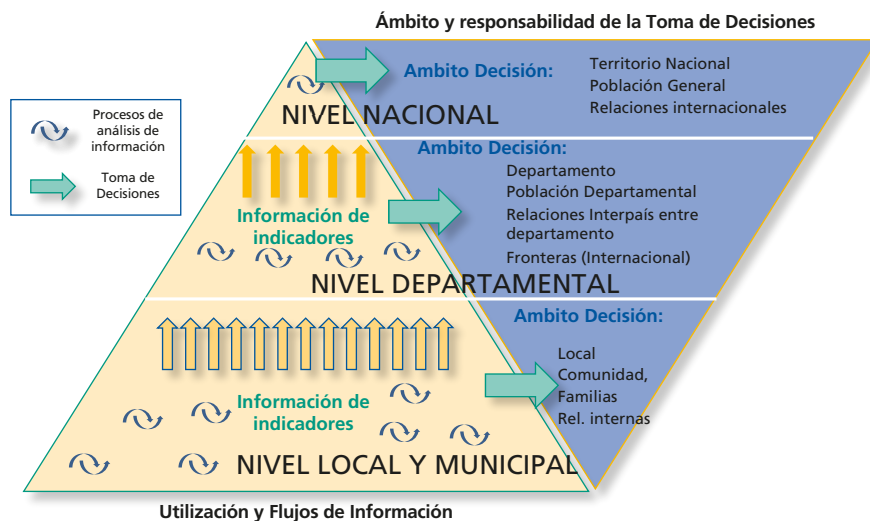 Ámbito y responsabilidad de la Toma de Decisiones
Procesos de
análisis de
información
Toma de
Decisiones
Ambito Decisión:
Territorio Nacional
Población General
Relaciones internacionales
NIVEL NACIONAL
Ambito Decisión:
Departamento
Población Departamental
Relaciones Interpaís entre
departamento
Fronteras (Internacional)
Información de
indicadores
NIVEL DEPARTAMENTAL
Ambito Decisión:
Local
Comunidad,
Familias
Rel. internas
Información de
indicadores
NIVEL LOCAL Y MUNICIPAL
Utilización y Flujos de Información